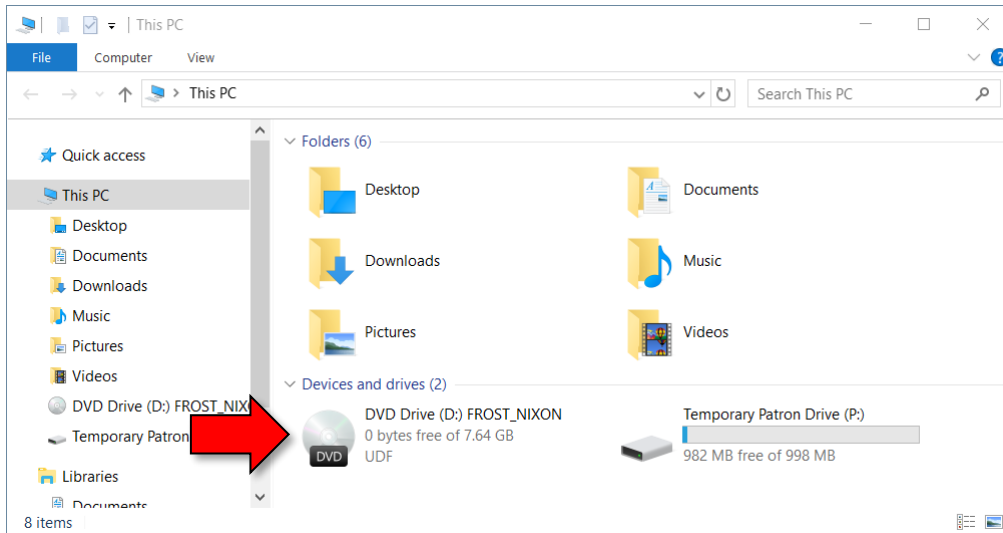 This PC
File Computer View
This PC
Search This PC
Quick access
This PC
Desktop
Documents
Downloads
Music
Pictures
Videos
DVD Drive (D:) FROST_NIX
Temporary Patron
Libraries
Documents
Folders (6)
Desktop
Documents
Downloads
Music
Pictures
Videos
Devices and drives (2)
DVD Drive (D:) FROST_NIXON
0 bytes free of 7.64 GB
UDF
DVD
Temporary Patron Drive (P:)
982 MB free of 998 MB
8 items